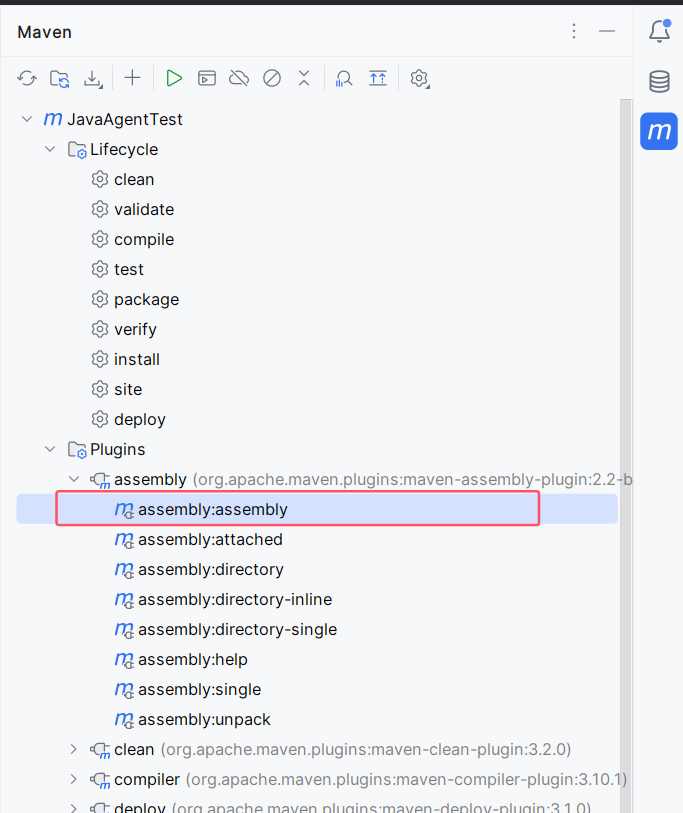 Maven
m JavaAgentTest
Lifecycle
clean
validate
compile
test
package
verify
install
site
deploy
Plugins
assembly (org.apache.maven.plugins:maven-assembly-plugin:2.2-b
assembly:assembly
assembly:attached
assembly:directory
assembly:directory-inline
assembly:directory-single
assembly:help
assembly:single
assembly:unpack
clean (org.apache.maven.plugins:maven-clean-plugin:3.2.0)
compiler (org.apache.maven.plugins:maven-compiler-plugin:3.10.1)
deploy (org.apache.maven.plugins:maven-deploy-plugin:3.1.0)